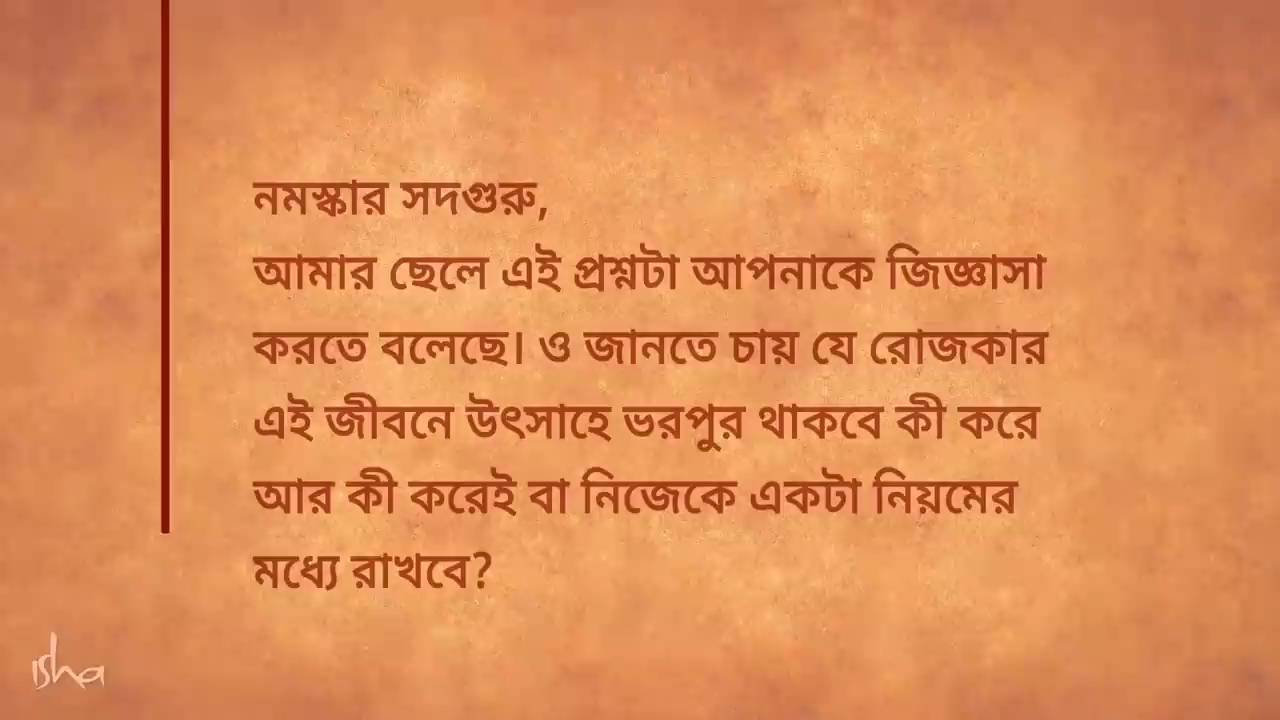 নমস্কার সদগুরু,
আমার ছেলে এই প্রশ্নটা আপনাকে জিজ্ঞাসা
করতে বলেছে। ও জানতে চায় যে রোজকার
এই জীবনে উৎসাহে ভরপুর থাকবে কী করে
আর কী করেই বা নিজেকে একটা নিয়মের
মধ্যে রাখবে?
isha